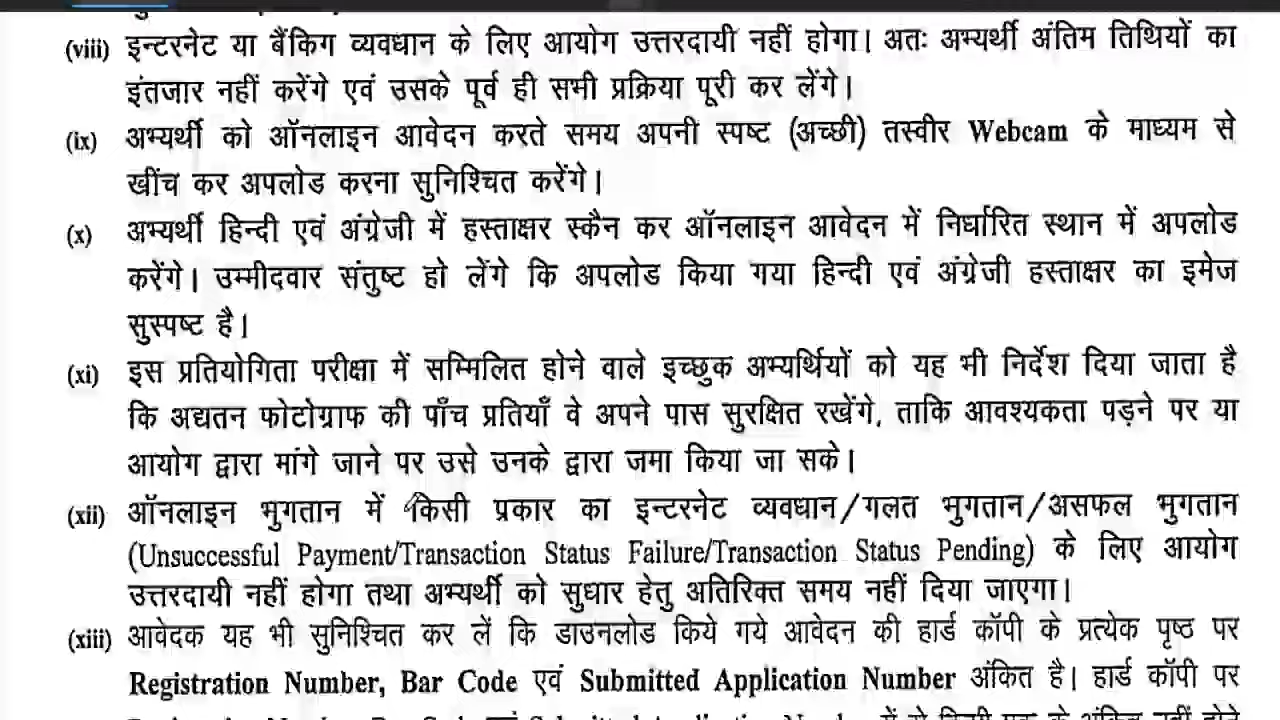 (viii) इन्टरनेट या बैंकिग व्यवधान के लिए आयोग उत्तरदायी नहीं होगा। अतः अभ्यर्थी अंतिम तिथियों का
इंतजार नहीं करेंगे एवं उसके पूर्व ही सभी प्रक्रिया पूरी कर लेंगे।
(ix) अभ्यर्थी को ऑनलाइन आवेदन करते समय अपनी स्पष्ट (अच्छी) तस्वीर Webcam के माध्यम से
खींच कर अपलोड करना सुनिश्चित करेंगे।
(x) अभ्यर्थी हिन्दी एवं अंग्रेजी में हस्ताक्षर स्कैन कर ऑनलाइन आवेदन में निर्धारित स्थान में अपलोड
करेंगे। उम्मीदवार संतुष्ट हो लेंगे कि अपलोड किया गया हिन्दी एवं अंग्रेजी हस्ताक्षर का इमेज
सुस्पष्ट है।
(xi) इस प्रतियोगिता परीक्षा में सम्मिलित होने वाले इच्छुक अभ्यर्थियों को यह भी निर्देश दिया जाता है
कि अद्यतन फोटोग्राफ की पाँच प्रतियाँ वे अपने पास सुरक्षित रखेंगे, ताकि आवश्यकता पड़ने पर या
आयोग द्वारा मांगे जाने पर उसे उनके द्वारा जमा किया जा सके।
(xii) ऑनलाइन भुगतान में किसी प्रकार का इन्टरनेट व्यवधान/गलत भुगतान/असफल भुगतान
(Unsuccessful Payment/Transaction Status Failure/Transaction Status Pending) के लिए आयोग
उत्तरदायी नहीं होगा तथा अभ्यर्थी को सुधार हेतु अतिरिक्त समय नहीं दिया जाएगा।
(xiii) आवेदक यह भी सुनिश्चित कर लें कि डाउनलोड किये गये आवेदन की हार्ड कॉपी के प्रत्येक पृष्ठ पर
Registration Number, Bar Code एवं Submitted Application Number अंकित है। हार्ड कॉपी पर